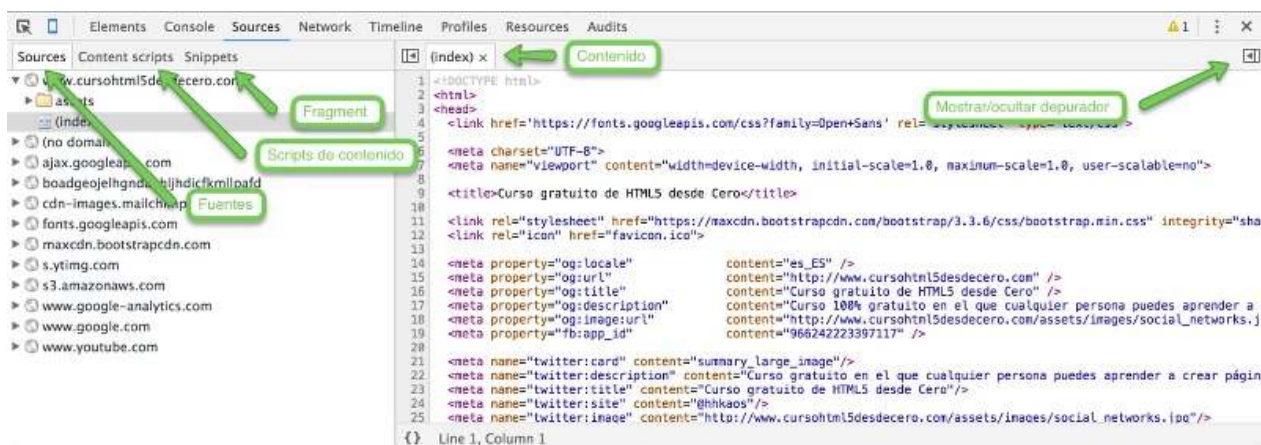 Elements Console Sources Network Timeline Profiles Resources Audits 1
Sources Content scripts Snippets
(index) ×
Contenido
Mostrar/ocultar depurador
Fragment
Scripts de contenido
Fuentes
assets
(no
ajax.
.com
fonts.googleapis.com
maxcdn.bootstrapcdn.com
s.ytimg.com
s3.amazonaws.com
www.google-analytics.com
www.google.com
www.youtube.com
1 <!DOCTYPE html>
2 <html>
3 <head>
4 <link href='https://fonts.googleapis.com/css?family=Open+Sans' rel=
6 <meta charset="UTF-8">
7 <meta name="viewport" content="width=device-width, initial-scale=1.0, maximum-scale=1.0, user-scalable=no">
8
9 <title>Curso gratuito de HTML5 desde Cero</title>
10
11 <link rel="stylesheet" href="https://maxcdn.bootstrapcdn.com/bootstrap/3.3.6/css/bootstrap.min.css" integrity="sha
12 <link rel="icon" href="favicon.ico">
13
14 <meta property="og:locale" content="es_ES" />
15 <meta property="og:url" content="http://www.cursohtml5desdecero.com" />
16 <meta property="og:title" content="Curso gratuito de HTML5 desde Cero" />
17 <meta property="og:description" content="Curso 100% gratuito en el que cualquier persona puedes aprender a
18 <meta property="og:image:url" content="http://www.cursohtml5desdecero.com/assets/images/social_networks.j
19 <meta property="fb:app_id" content="966242223397117" />
20
21 <meta name="twitter:card" content="summary_large_image"/>
22 <meta name="twitter:description" content="Curso gratuito en el que cualquier persona puedes aprender a crear págin
23 <meta name="twitter:title" content="Curso gratuito de HTML5 desde Cero"/>
24 <meta name="twitter:site" content="@hhkaos"/>
25 <meta name="twitter:image" content="http://www.cursohtml5desdecero.com/assets/images/social_networks.jpg"/>
{} Line 1, Column 1